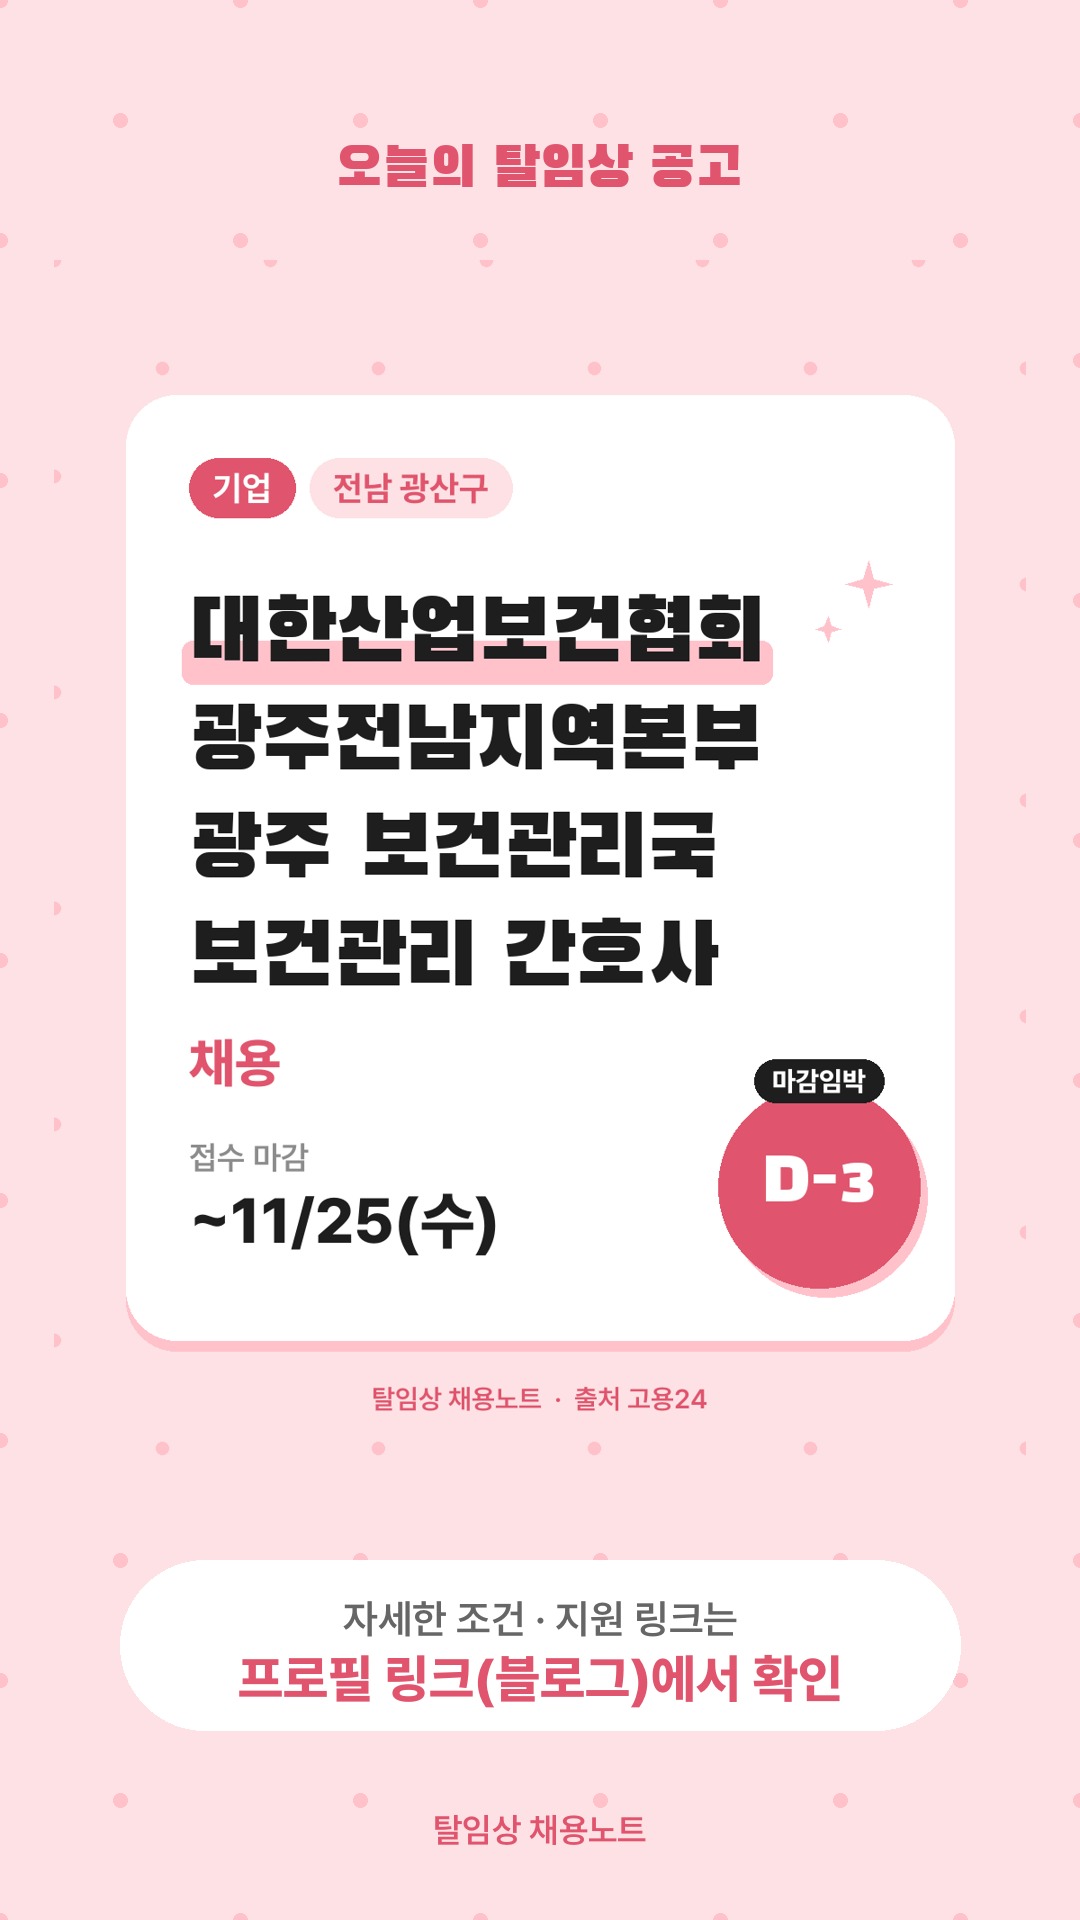 오늘의 탈임상 공고
기업
전남 광산구
대한산업보건협회
광주전남지역본부
광주 보건관리국
보건관리 간호사
채용
마감임박
D-3
접수 마감
~11/25(수)
탈임상 채용노트 · 출처 고용24
자세한 조건 · 지원 링크는
프로필 링크(블로그)에서 확인
탈임상 채용노트